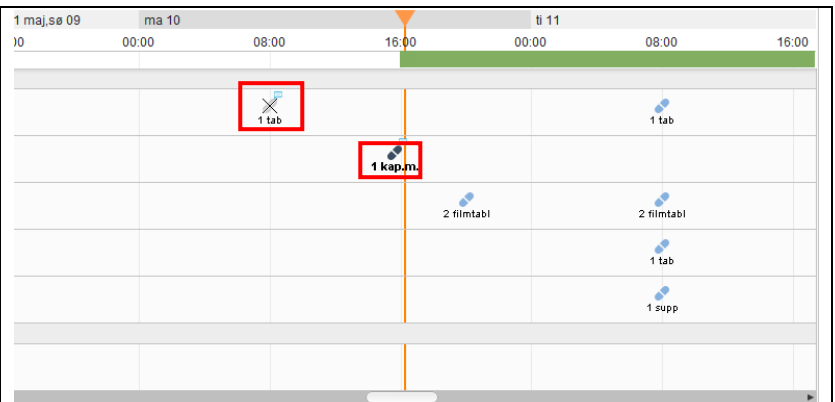 1 maj,sø 09 ma 10 ti 11
00:00 08:00 16:00 00:00 08:00 16:00
1 tab 1 tab
1 kap.m.
2 filmtabl 2 filmtabl
1 tab
1 supp